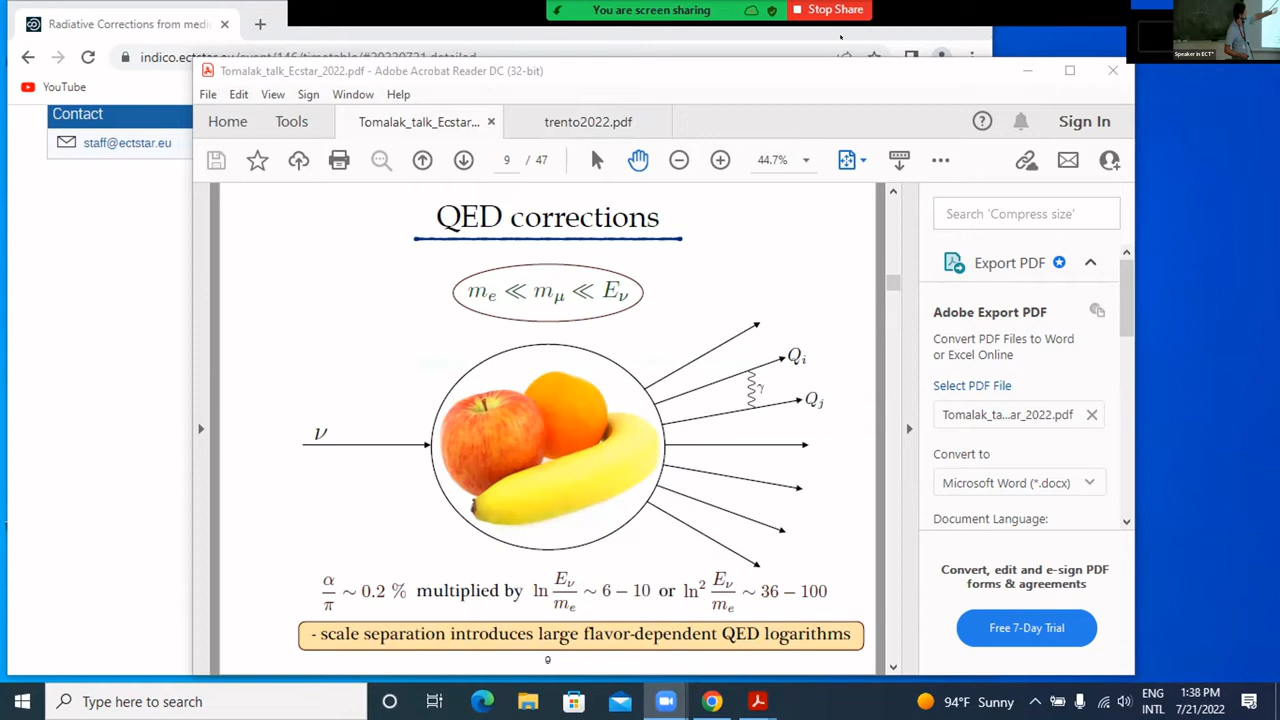 Radiative Corrections from medi
You are screen sharing
Stop Share
Speaker in ECT*
YouTube
Contact
staff@ectstar.eu
Tomalak_talk_Ecstar_2022.pdf - Adobe Acrobat Reader DC (32-bit)
File Edit View Sign Window Help
Home Tools Tomalak_talk_Ecstar... trento2022.pdf Sign In
9 / 47 44.7%
QED corrections
m_e ≪ m_μ ≪ E_ν
Q_i
γ
Q_j
ν
α/π ~ 0.2 % multiplied by ln E_ν/m_e ~ 6 − 10 or ln² E_ν/m_e ~ 36 − 100
- scale separation introduces large flavor-dependent QED logarithms
9
Search 'Compress size'
Export PDF
Adobe Export PDF
Convert PDF Files to Word
or Excel Online
Select PDF File
Tomalak_ta...ar_2022.pdf
Convert to
Microsoft Word (*.docx)
Document Language:
Convert, edit and e-sign PDF
forms & agreements
Free 7-Day Trial
Type here to search
94°F Sunny
ENG
INTL
1:38 PM
7/21/2022